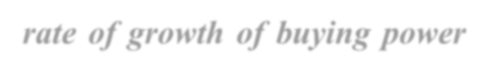 rate of growth of buying power